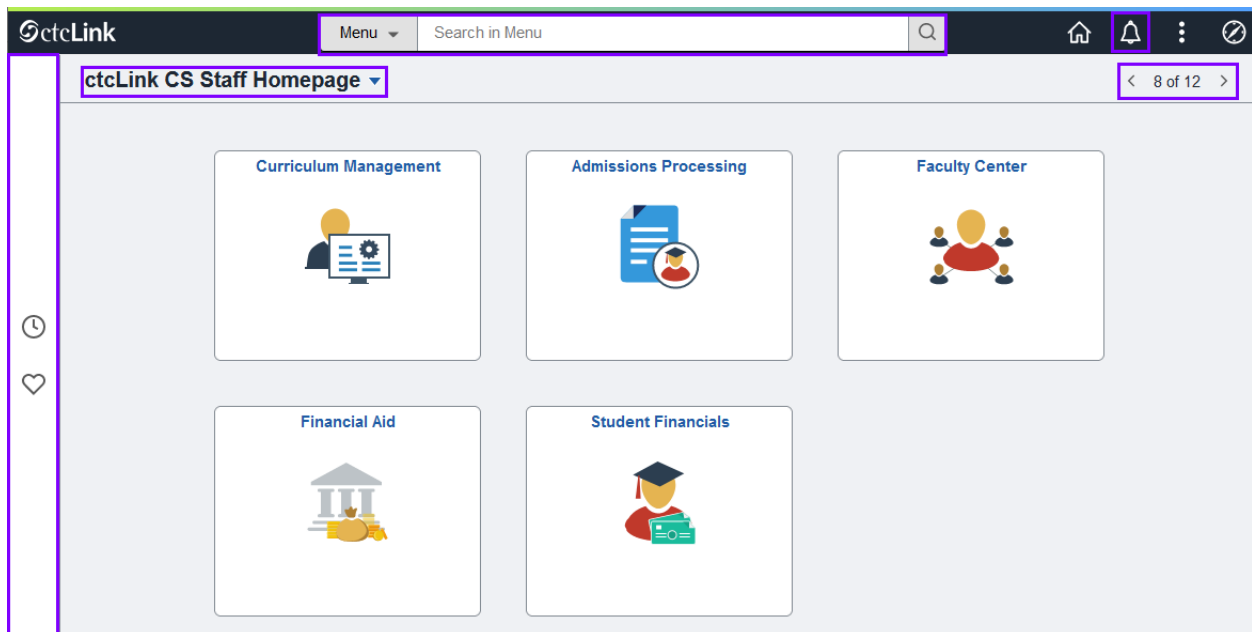 ctcLink Menu Search in Menu
ctcLink CS Staff Homepage 8 of 12
Curriculum Management Admissions Processing Faculty Center
Financial Aid Student Financials